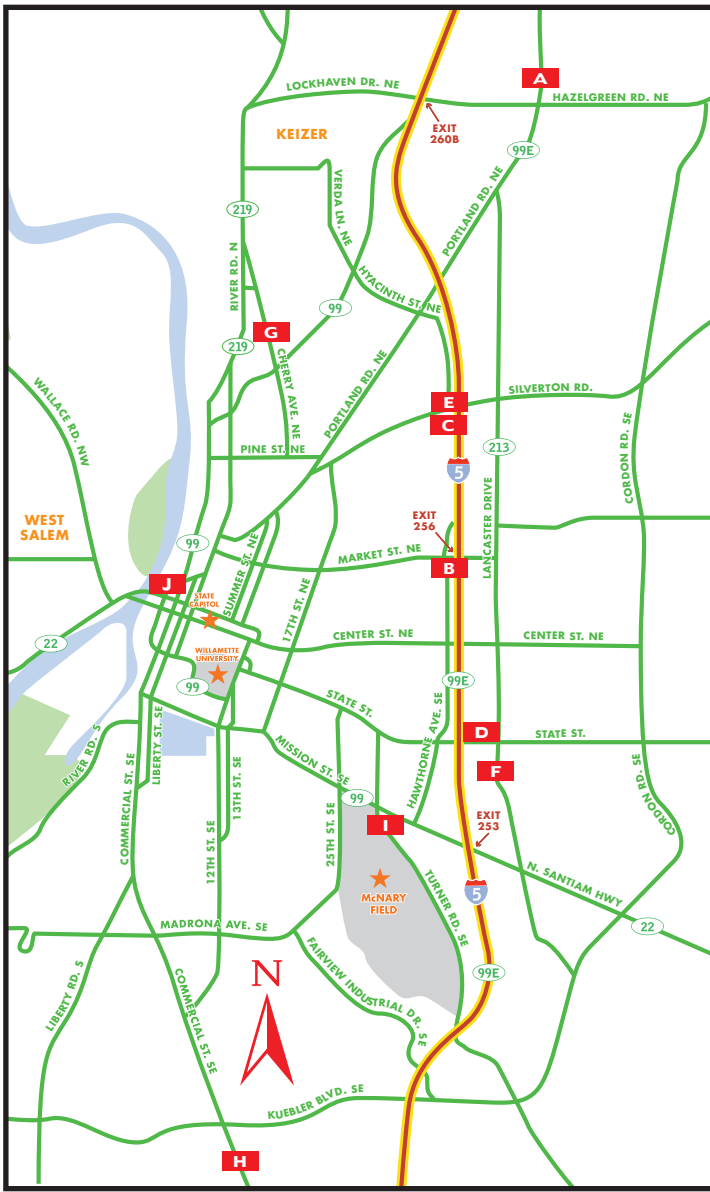 A
LOCKHAVEN DR. NE
HAZELGREEN RD. NE
EXIT
260B
KEIZER
99E
VERDA LN. NE
PORTLAND RD. NE
219
RIVER RD. N
HYACINTH ST. NE
99
G
219
CHERRY AVE. NE
PORTLAND RD. NE
WALLACE RD. NW
SILVERTON RD.
E
C
CORDON RD. SE
PINE ST. NE
213
5
LANCASTER DRIVE
WEST
SALEM
EXIT
256
99
MARKET ST. NE
SUMMER ST. NE
B
J
STATE
CAPITOL
17TH ST. NE
22
CENTER ST. NE
CENTER ST. NE
WILLAMETTE
UNIVERSITY
99
99E
STATE ST.
HAWTHORNE AVE. SE
LIBERTY ST. SE
RIVER RD. S
D
STATE ST.
MISSION ST. SE
F
COMMERCIAL ST. SE
13TH ST. SE
CORDON RD. SE
99
25TH ST. SE
I
EXIT
253
12TH ST. SE
McNARY
FIELD
TURNER RD. SE
5
N. SANTIAM HWY
22
MADRONA AVE. SE
FAIRVIEW INDUSTRIAL DR. SE
99E
LIBERTY RD. S
COMMERCIAL ST. SE
N
KUEBLER BLVD. SE
H